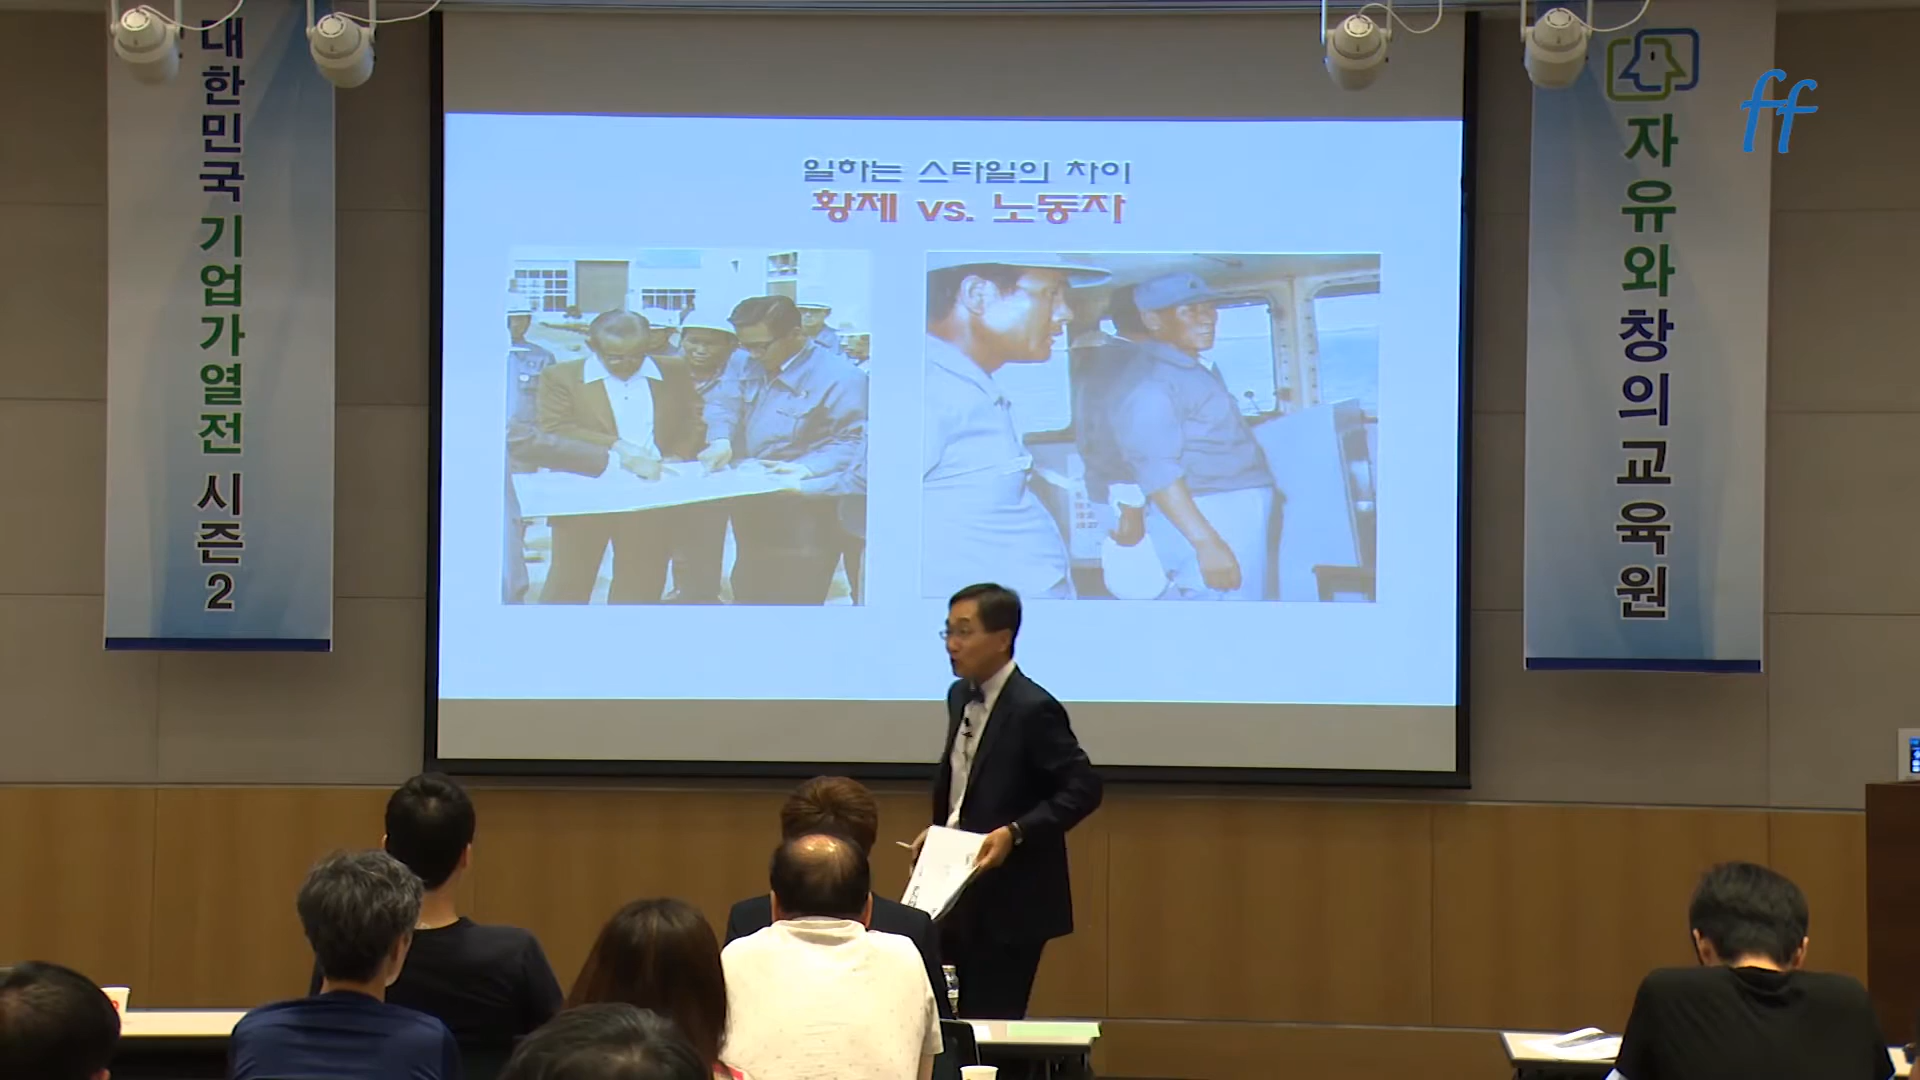 대한민국 기업가열전 시즌2
일하는 스타일의 차이
황제 vs. 노동자
자유와창의교육원
ff